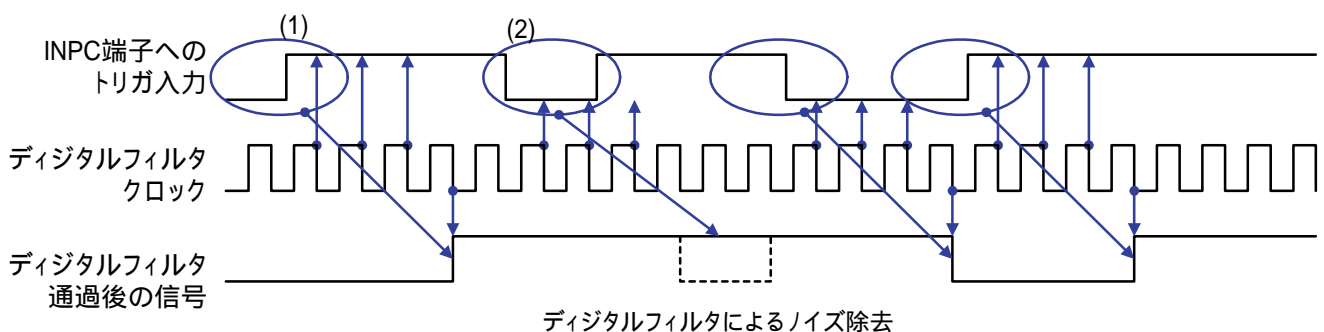 (1)
(2)
INPC端子への
トリガ入力
ディジタルフィルタ
クロック
ディジタルフィルタ
通過後の信号
ディジタルフィルタによるノイズ除去